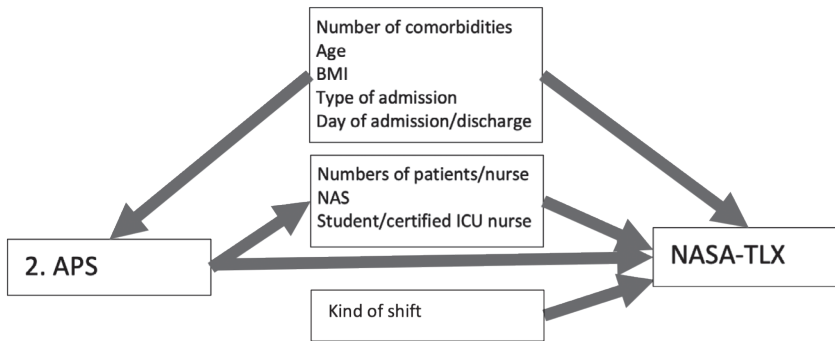 Number of comorbidities
Age
BMI
Type of admission
Day of admission/discharge
Numbers of patients/nurse
NAS
Student/certified ICU nurse
2. APS
NASA-TLX
Kind of shift